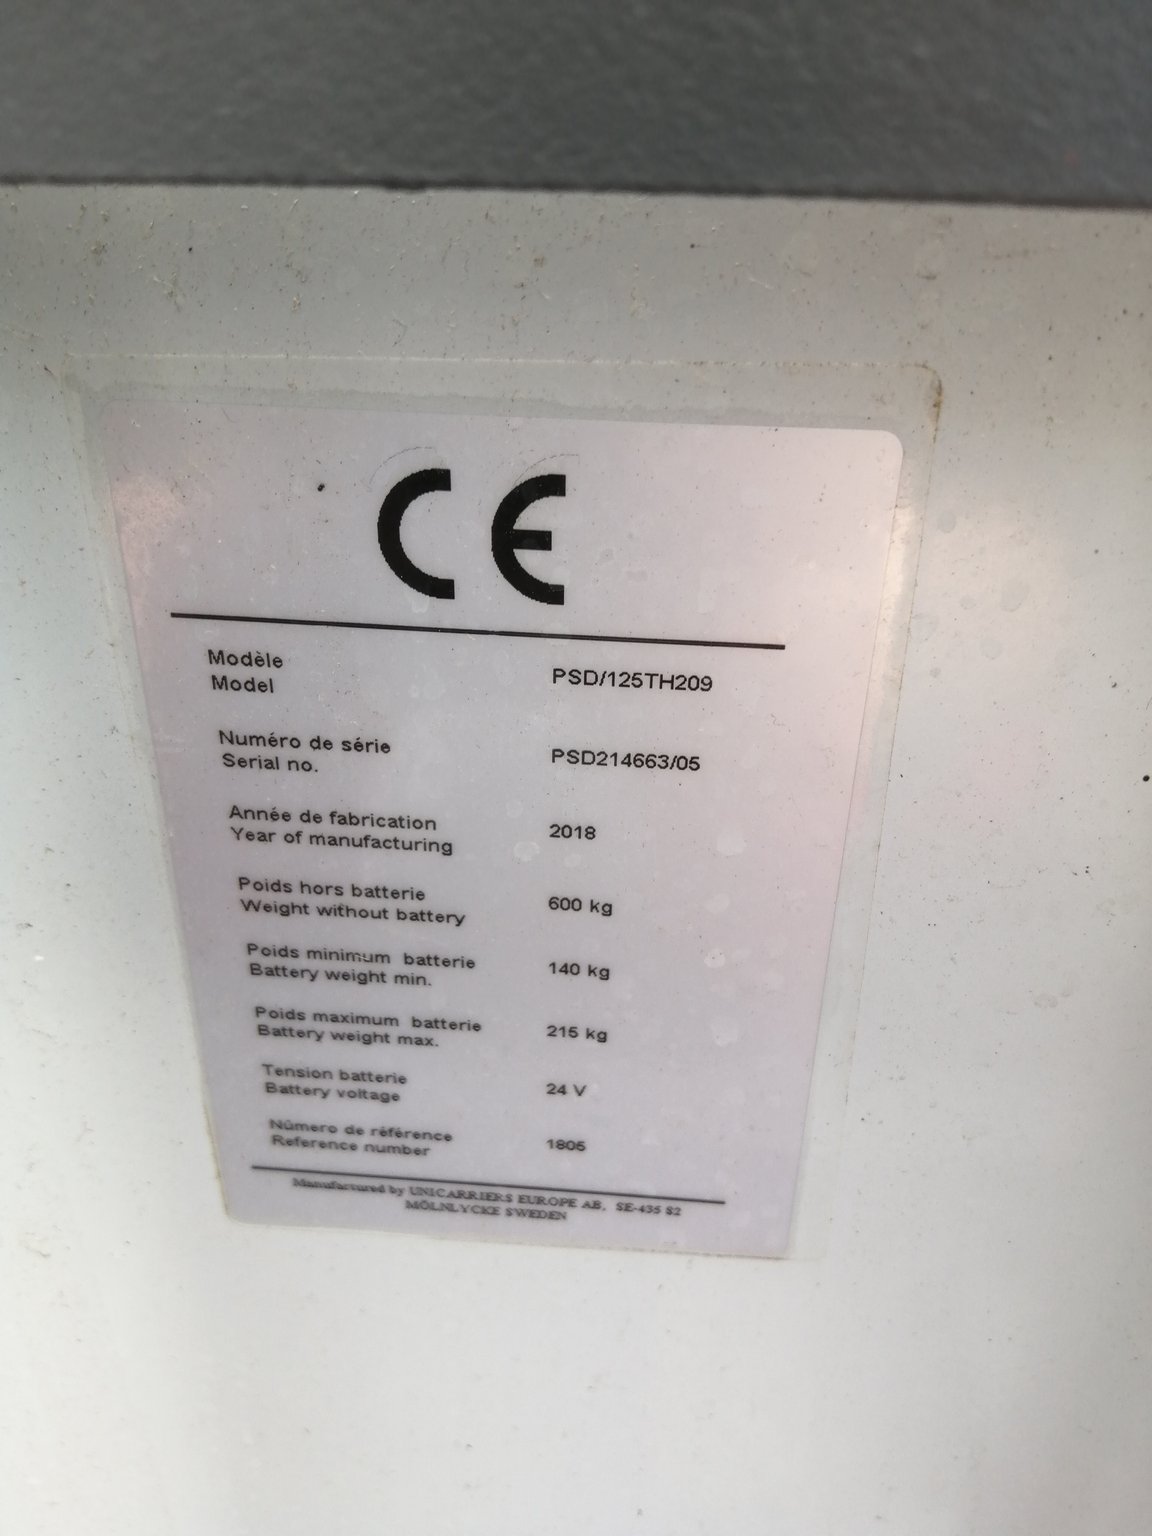 CE
Modèle
Model
PSD/125TH209
Numéro de série
Serial no.
PSD214663/05
Année de fabrication
Year of manufacturing
2018
Poids hors batterie
Weight without battery
600 kg
Poids minimum batterie
Battery weight min.
140 kg
Poids maximum batterie
Battery weight max.
215 kg
Tension batterie
Battery voltage
24 V
Número de référence
Reference number
1805
Manufactured by UNICARRIERS EUROPE AB, SE-435 82
MÖLNLYCKE SWEDEN